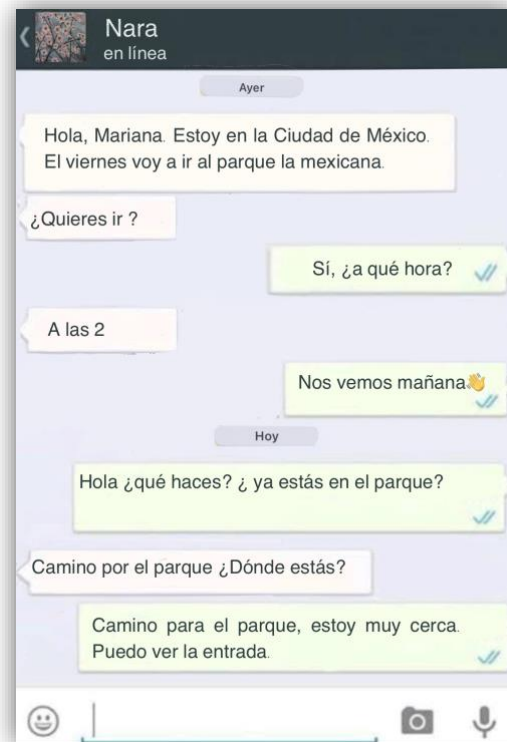 Nara
en línea
Ayer
Hola, Mariana. Estoy en la Ciudad de México.
El viernes voy a ir al parque la mexicana.
¿Quieres ir ?
Sí, ¿a qué hora?
A las 2
Nos vemos mañana👋
Hoy
Hola ¿qué haces? ¿ ya estás en el parque?
Camino por el parque ¿Dónde estás?
Camino para el parque, estoy muy cerca.
Puedo ver la entrada.